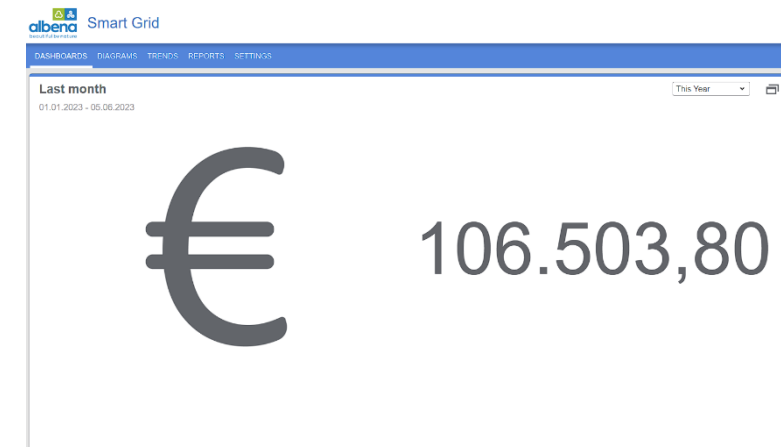 albena
Smart Grid
DASHBOARDS DIAGRAMS TRENDS REPORTS SETTINGS
Last month
This Year
01.01.2023 - 05.06.2023
€ 106.503,80